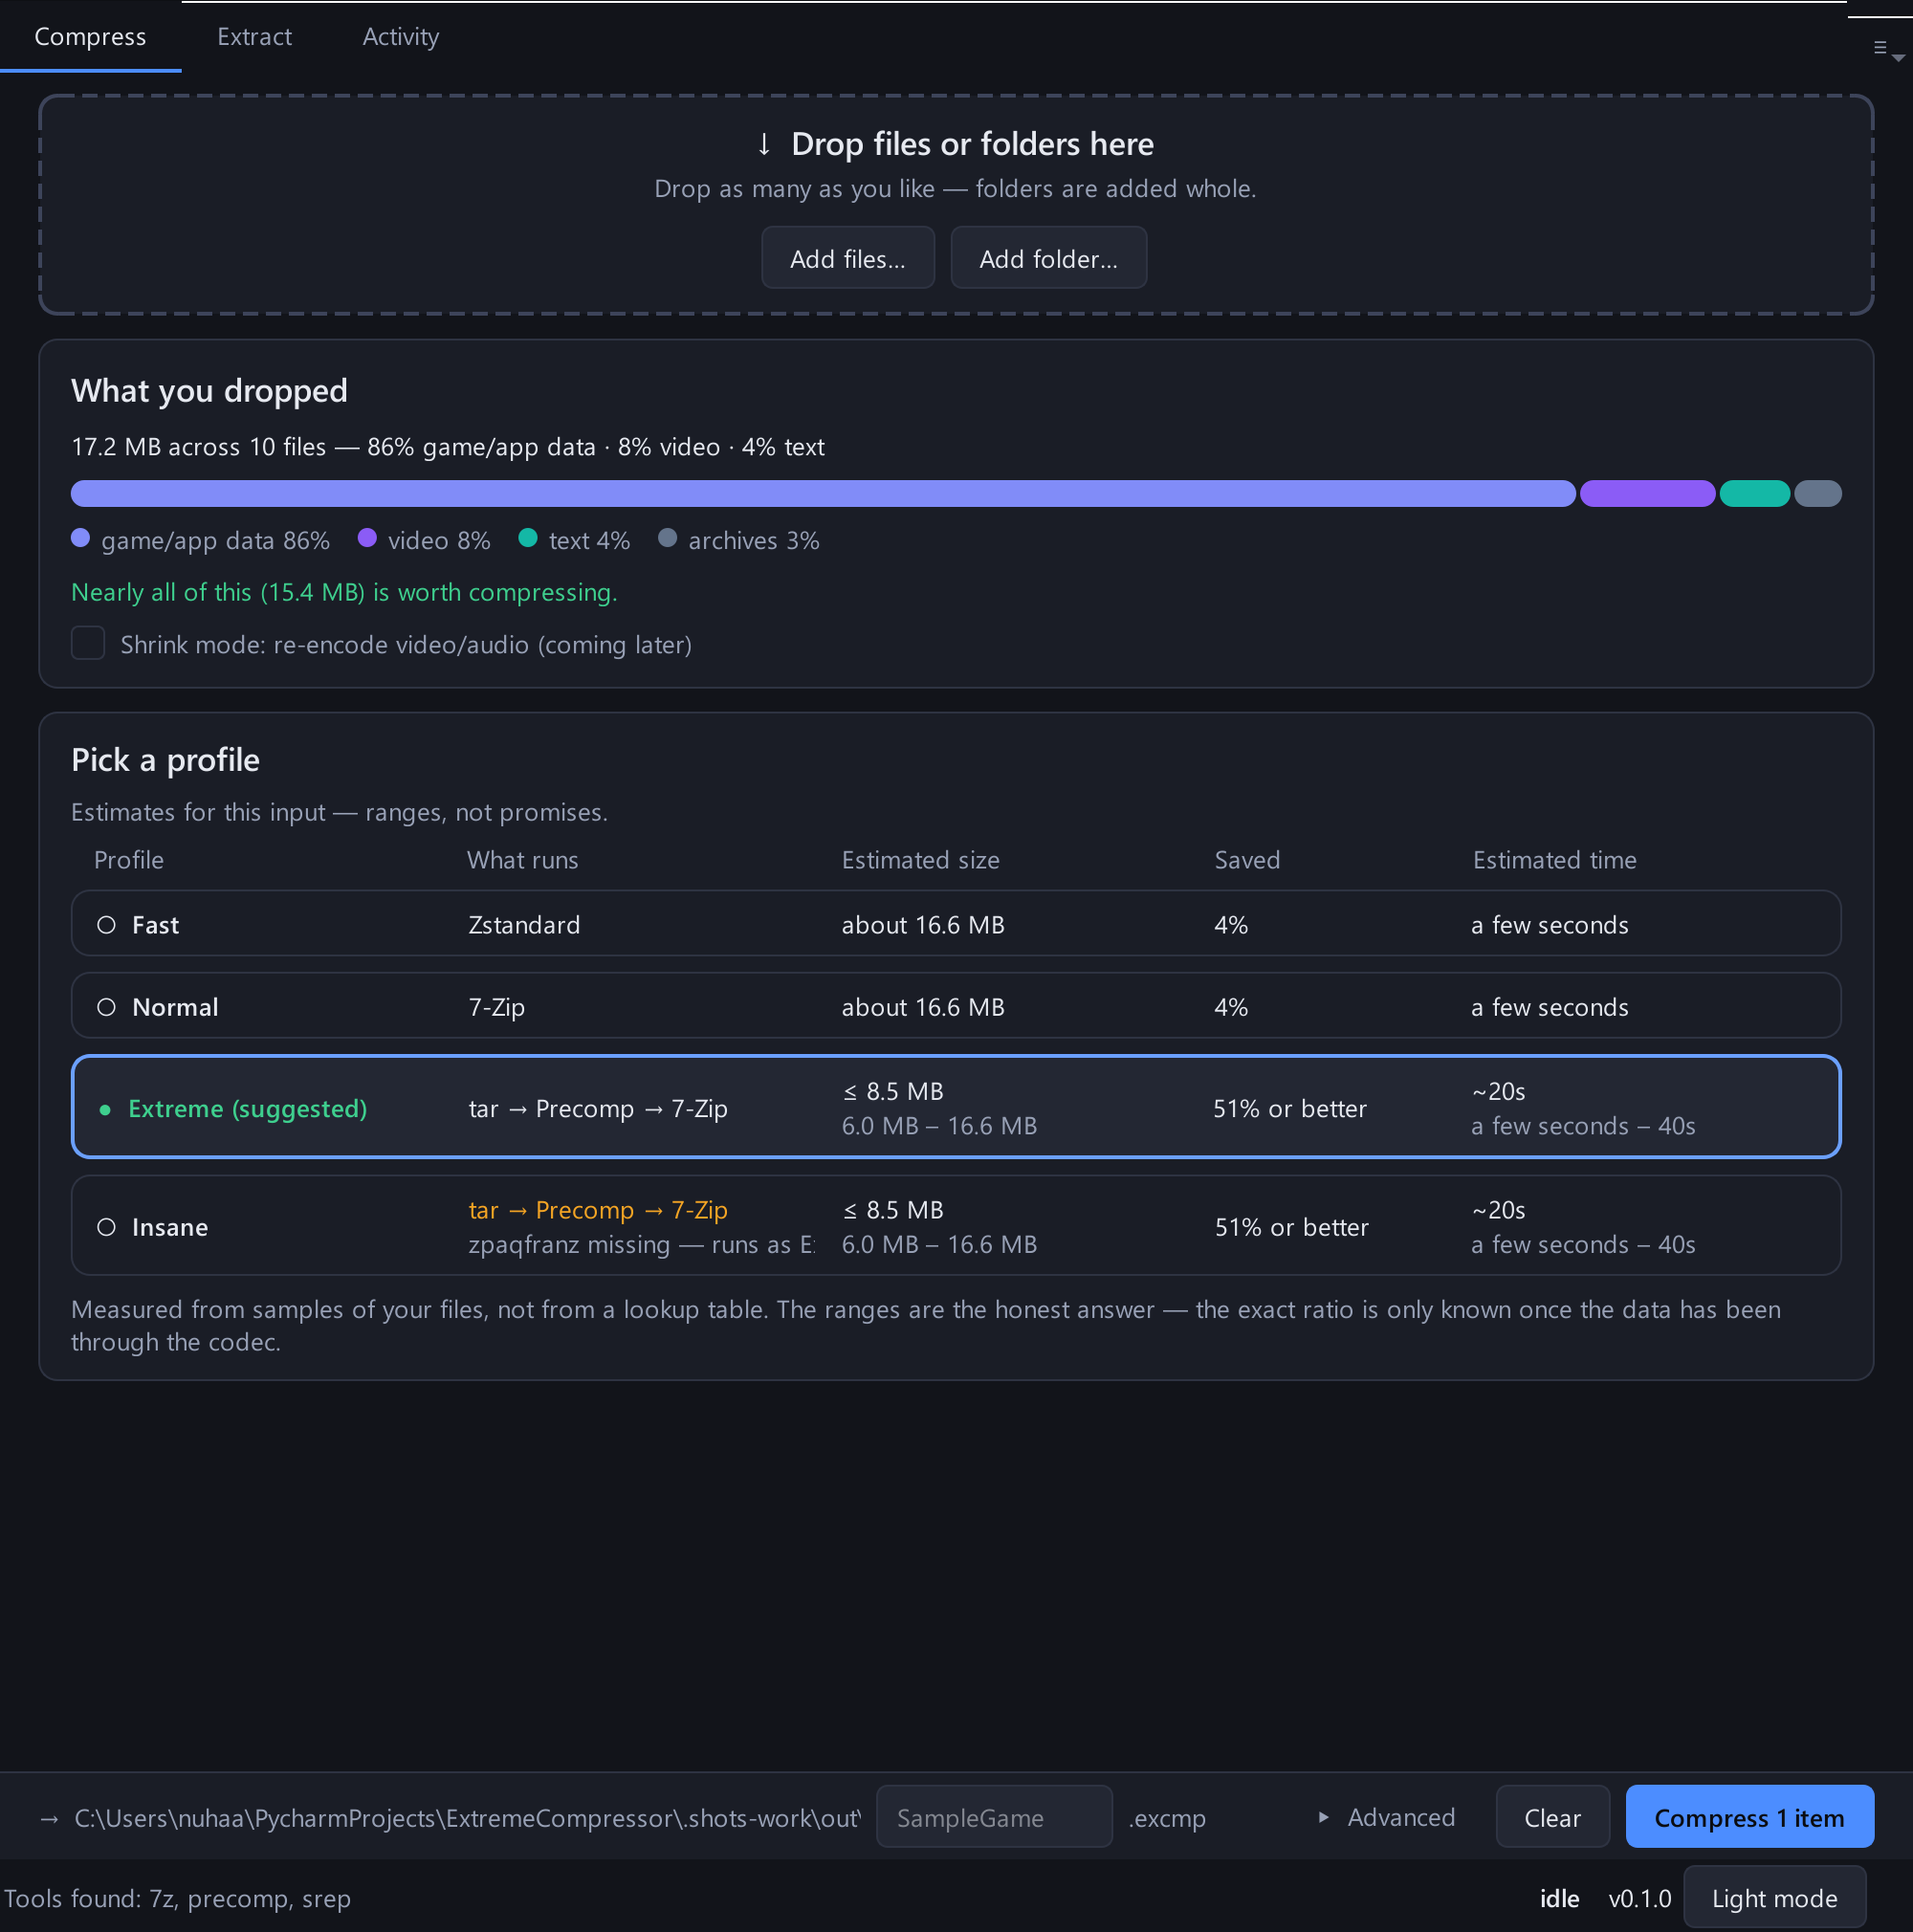 Compress Extract Activity
↓ Drop files or folders here
Drop as many as you like — folders are added whole.
Add files... Add folder...
What you dropped
17.2 MB across 10 files — 86% game/app data · 8% video · 4% text
game/app data 86% video 8% text 4% archives 3%
Nearly all of this (15.4 MB) is worth compressing.
Shrink mode: re-encode video/audio (coming later)
Pick a profile
Estimates for this input — ranges, not promises.
Profile What runs Estimated size Saved Estimated time
Fast Zstandard about 16.6 MB 4% a few seconds
Normal 7-Zip about 16.6 MB 4% a few seconds
Extreme (suggested) tar → Precomp → 7-Zip ≤ 8.5 MB 51% or better ~20s
6.0 MB – 16.6 MB a few seconds – 40s
Insane tar → Precomp → 7-Zip ≤ 8.5 MB 51% or better ~20s
zpaqfranz missing — runs as 6.0 MB – 16.6 MB a few seconds – 40s
Measured from samples of your files, not from a lookup table. The ranges are the honest answer — the exact ratio is only known once the data has been
through the codec.
→ C:\Users\nuhaa\PycharmProjects\ExtremeCompressor\.shots-work\out\ SampleGame .excmp ▸ Advanced Clear Compress 1 item
Tools found: 7z, precomp, srep idle v0.1.0 Light mode